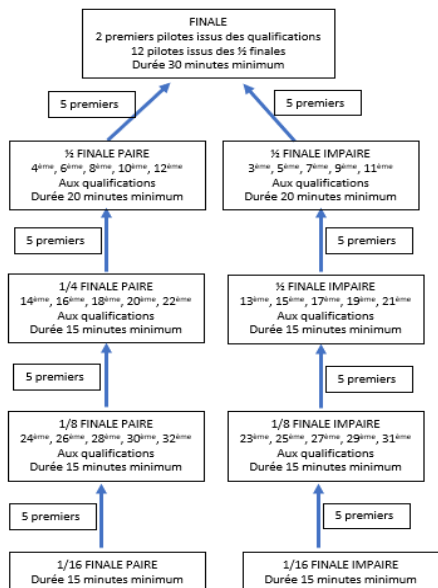 FINALE
2 premiers pilotes issus des qualifications
12 pilotes issus des ½ finales
Durée 30 minutes minimum
5 premiers
5 premiers
½ FINALE PAIRE
4ème, 6ème, 8ème, 10ème, 12ème
Aux qualifications
Durée 20 minutes minimum
½ FINALE IMPAIRE
3ème, 5ème, 7ème, 9ème, 11ème
Aux qualifications
Durée 20 minutes minimum
5 premiers
5 premiers
1/4 FINALE PAIRE
14ème, 16ème, 18ème, 20ème, 22ème
Aux qualifications
Durée 15 minutes minimum
½ FINALE IMPAIRE
13ème, 15ème, 17ème, 19ème, 21ème
Aux qualifications
Durée 15 minutes minimum
5 premiers
5 premiers
1/8 FINALE PAIRE
24ème, 26ème, 28ème, 30ème, 32ème
Aux qualifications
Durée 15 minutes minimum
1/8 FINALE IMPAIRE
23ème, 25ème, 27ème, 29ème, 31ème
Aux qualifications
Durée 15 minutes minimum
5 premiers
5 premiers
1/16 FINALE PAIRE
Durée 15 minutes minimum
1/16 FINALE IMPAIRE
Durée 15 minutes minimum